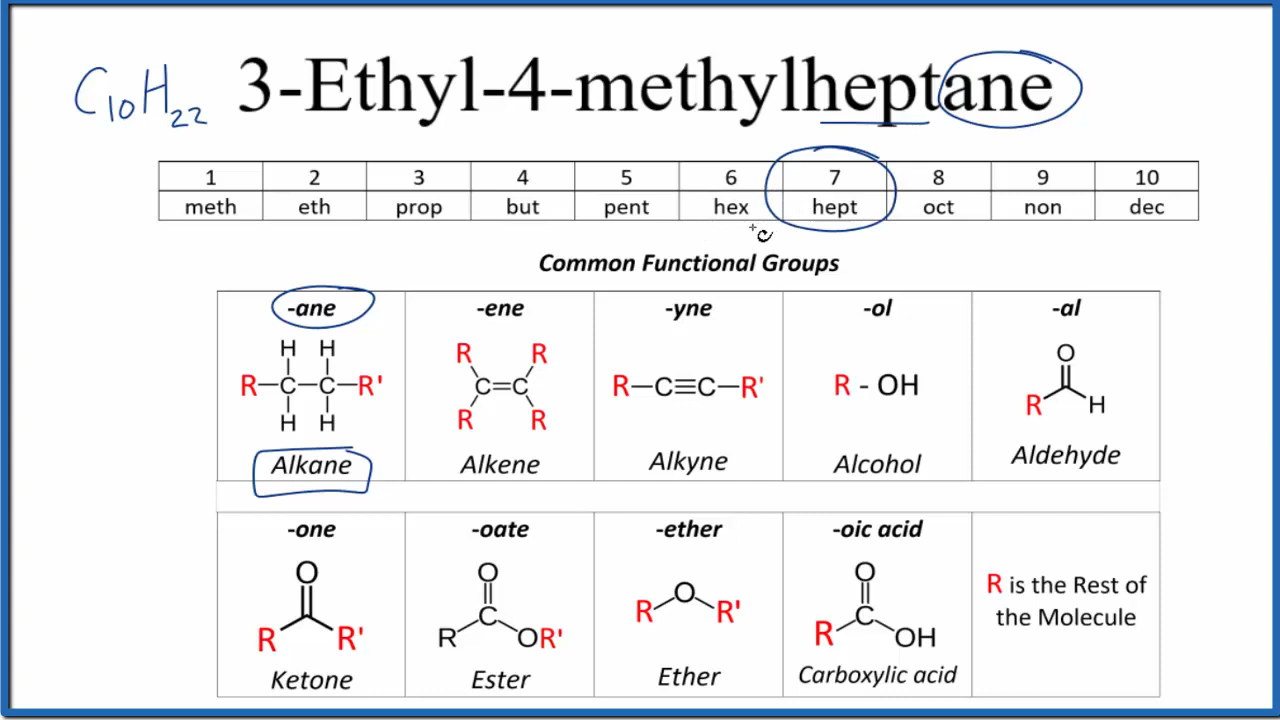 C10H22 3-Ethyl-4-methylheptane
1 2 3 4 5 6 7 8 9 10
meth eth prop but pent hex hept oct non dec
Common Functional Groups
-ane -ene -yne -ol -al
H H R R O
R C C R' C C R C C R' R - OH R H
H H R R
Alkane Alkene Alkyne Alcohol Aldehyde
-one -oate -ether -oic acid
O O O O R is the Rest of
R R' R C OR' R R' R C OH the Molecule
Ketone Ester Ether Carboxylic acid